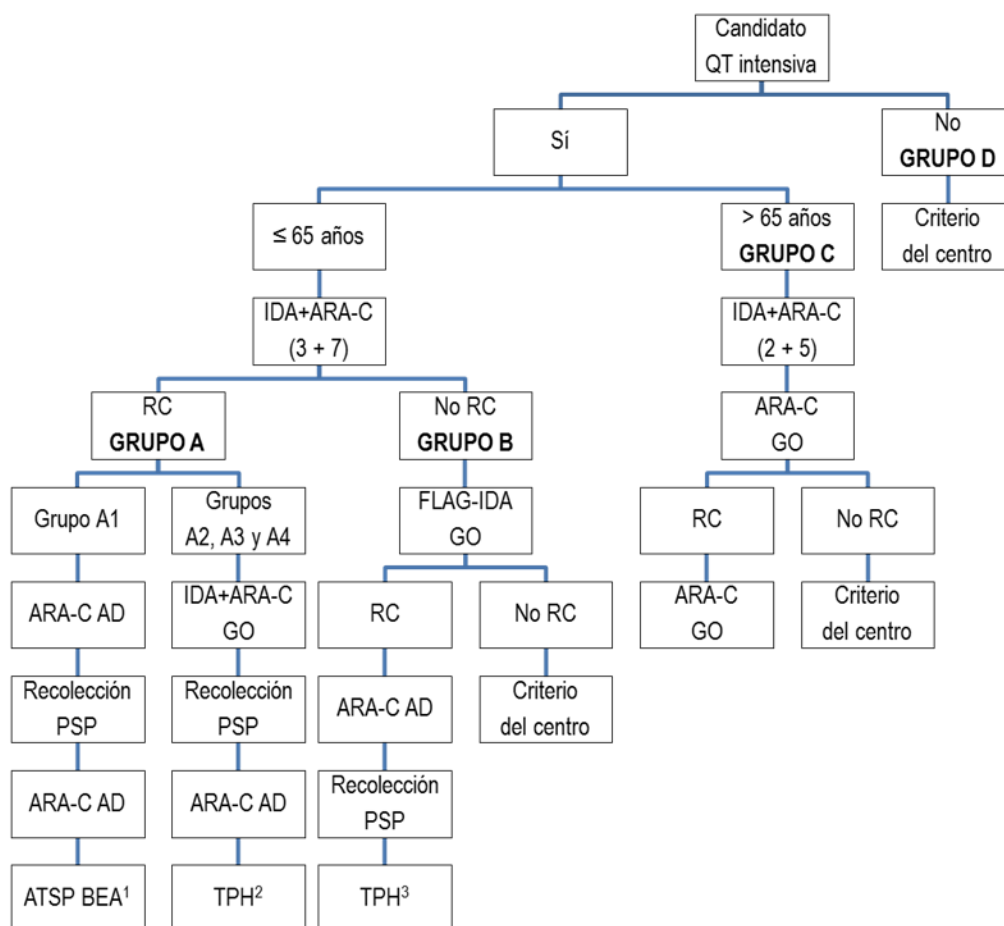 Candidato
QT intensiva
Sí
No
GRUPO D
≤ 65 años
> 65 años
GRUPO C
Criterio
del centro
IDA+ARA-C
(3 + 7)
IDA+ARA-C
(2 + 5)
RC
GRUPO A
No RC
GRUPO B
ARA-C
GO
Grupo A1
Grupos
A2, A3 y A4
FLAG-IDA
GO
RC
No RC
ARA-C AD
IDA+ARA-C
GO
RC
No RC
ARA-C
GO
Criterio
del centro
Recolección
PSP
Recolección
PSP
ARA-C AD
Criterio
del centro
ARA-C AD
ARA-C AD
Recolección
PSP
ATSP BEA¹
TPH²
TPH³